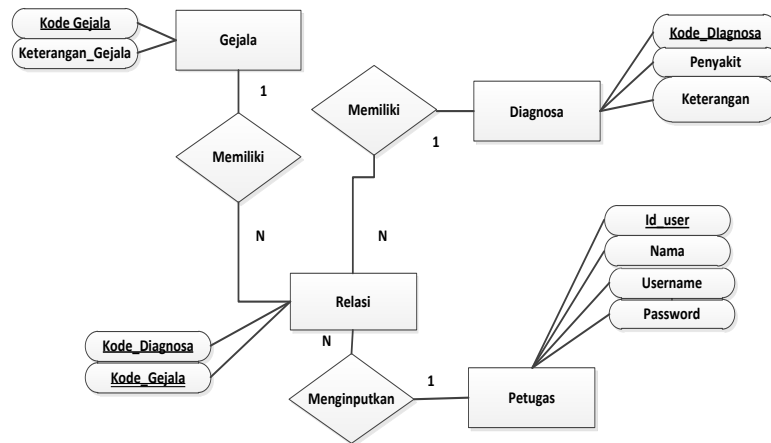 Kode Gejala
Keterangan_Gejala
Gejala
1
Memiliki
N
Memiliki
1
N
Diagnosa
Kode_DIagnosa
Penyakit
Keterangan
Id_user
Nama
Username
Password
Relasi
N
Kode_Diagnosa
Kode_Gejala
Menginputkan
1
Petugas